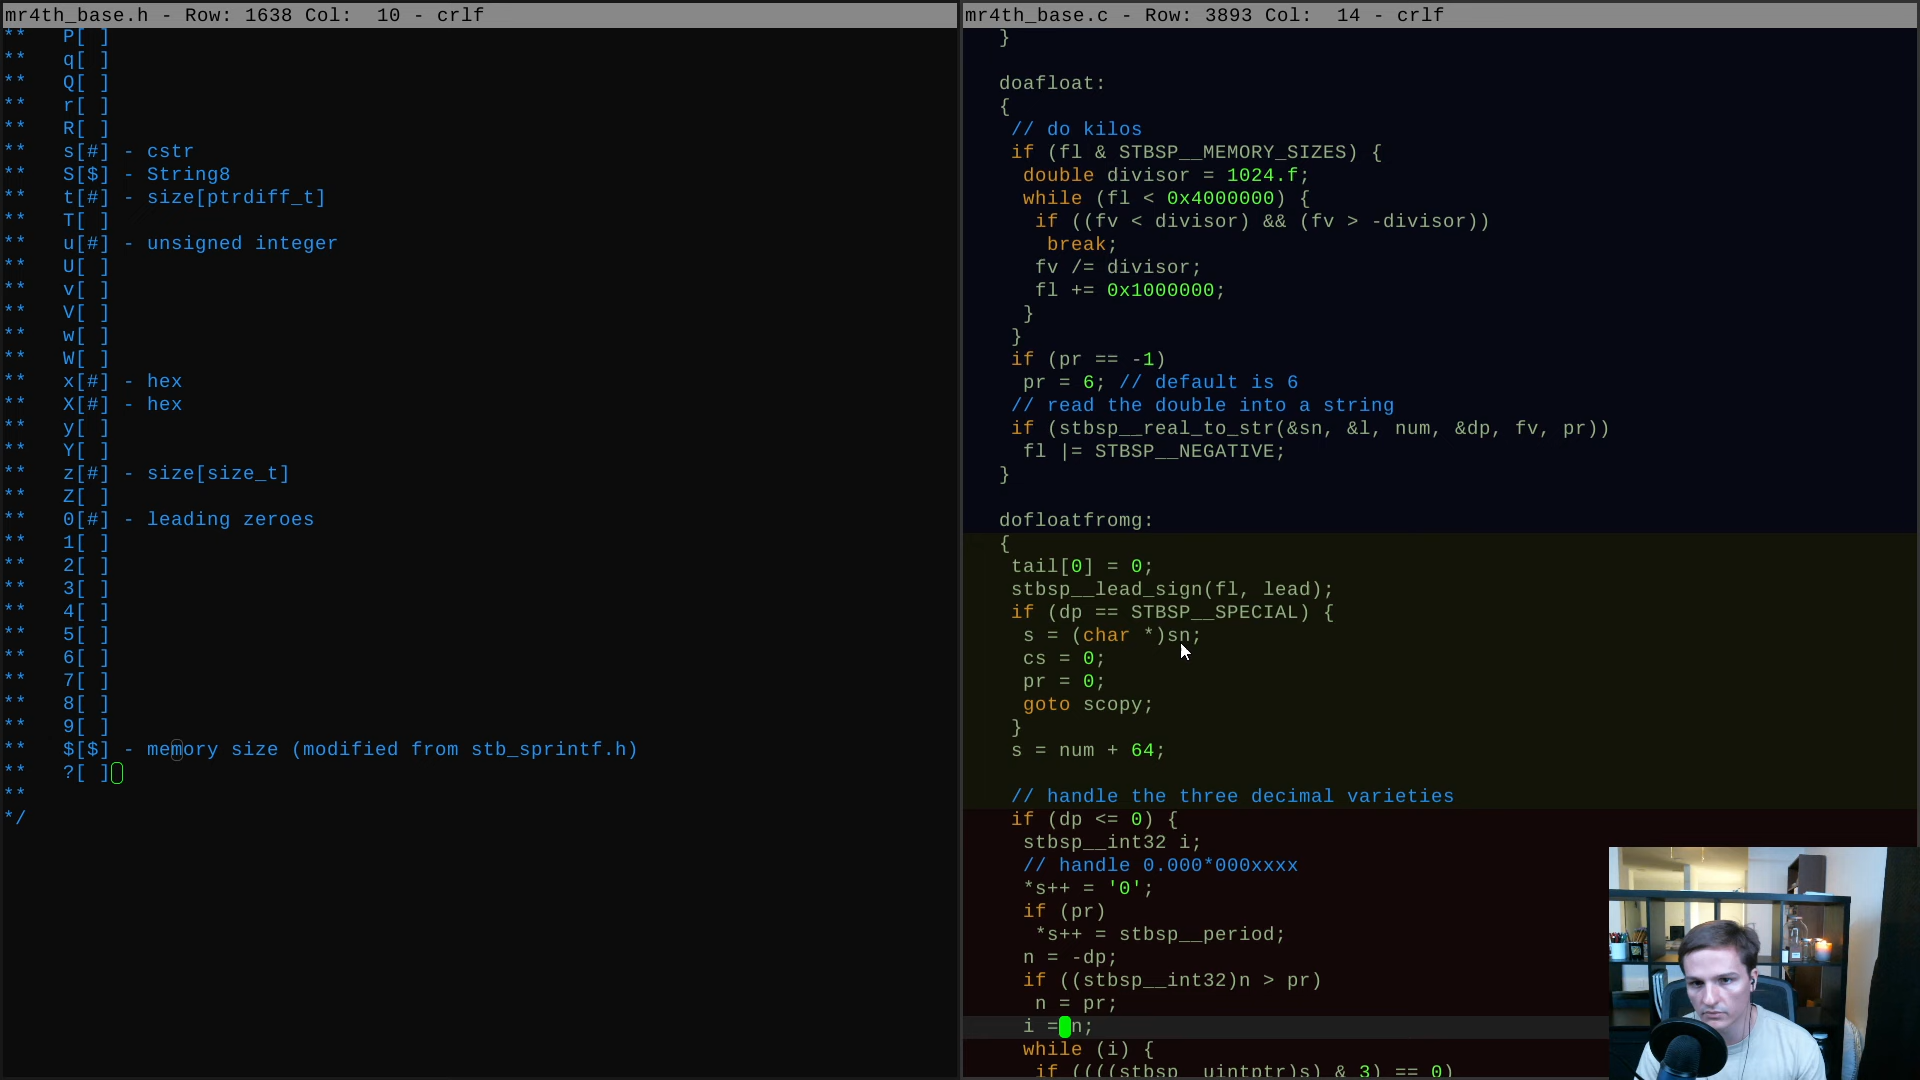 mr4th_base.h - Row: 1638 Col:  10 - crlf
**   P[ ]
**   q[ ]
**   Q[ ]
**   r[ ]
**   R[ ]
**   s[#] - cstr
**   S[$] - String8
**   t[#] - size[ptrdiff_t]
**   T[ ]
**   u[#] - unsigned integer
**   U[ ]
**   v[ ]
**   V[ ]
**   w[ ]
**   W[ ]
**   x[#] - hex
**   X[#] - hex
**   y[ ]
**   Y[ ]
**   z[#] - size[size_t]
**   Z[ ]
**   0[#] - leading zeroes
**   1[ ]
**   2[ ]
**   3[ ]
**   4[ ]
**   5[ ]
**   6[ ]
**   7[ ]
**   8[ ]
**   9[ ]
**   $[$] - memory size (modified from stb_sprintf.h)
**   ?[ ]
**
*/
mr4th_base.c - Row: 3893 Col:  14 - crlf
}
doafloat:
{
// do kilos
if (fl & STBSP__MEMORY_SIZES) {
double divisor = 1024.f;
while (fl < 0x4000000) {
if ((fv < divisor) && (fv > -divisor))
break;
fv /= divisor;
fl += 0x1000000;
}
}
if (pr == -1)
pr = 6; // default is 6
// read the double into a string
if (stbsp__real_to_str(&sn, &l, num, &dp, fv, pr))
fl |= STBSP__NEGATIVE;
}
dofloatfromg:
{
tail[0] = 0;
stbsp__lead_sign(fl, lead);
if (dp == STBSP__SPECIAL) {
s = (char *)sn;
cs = 0;
pr = 0;
goto scopy;
}
s = num + 64;
// handle the three decimal varieties
if (dp <= 0) {
stbsp__int32 i;
// handle 0.000*000xxxx
*s++ = '0';
if (pr)
*s++ = stbsp__period;
n = -dp;
if ((stbsp__int32)n > pr)
n = pr;
i = n;
while (i) {
if ((((stbsp__uintptr)s) & 3) == 0)